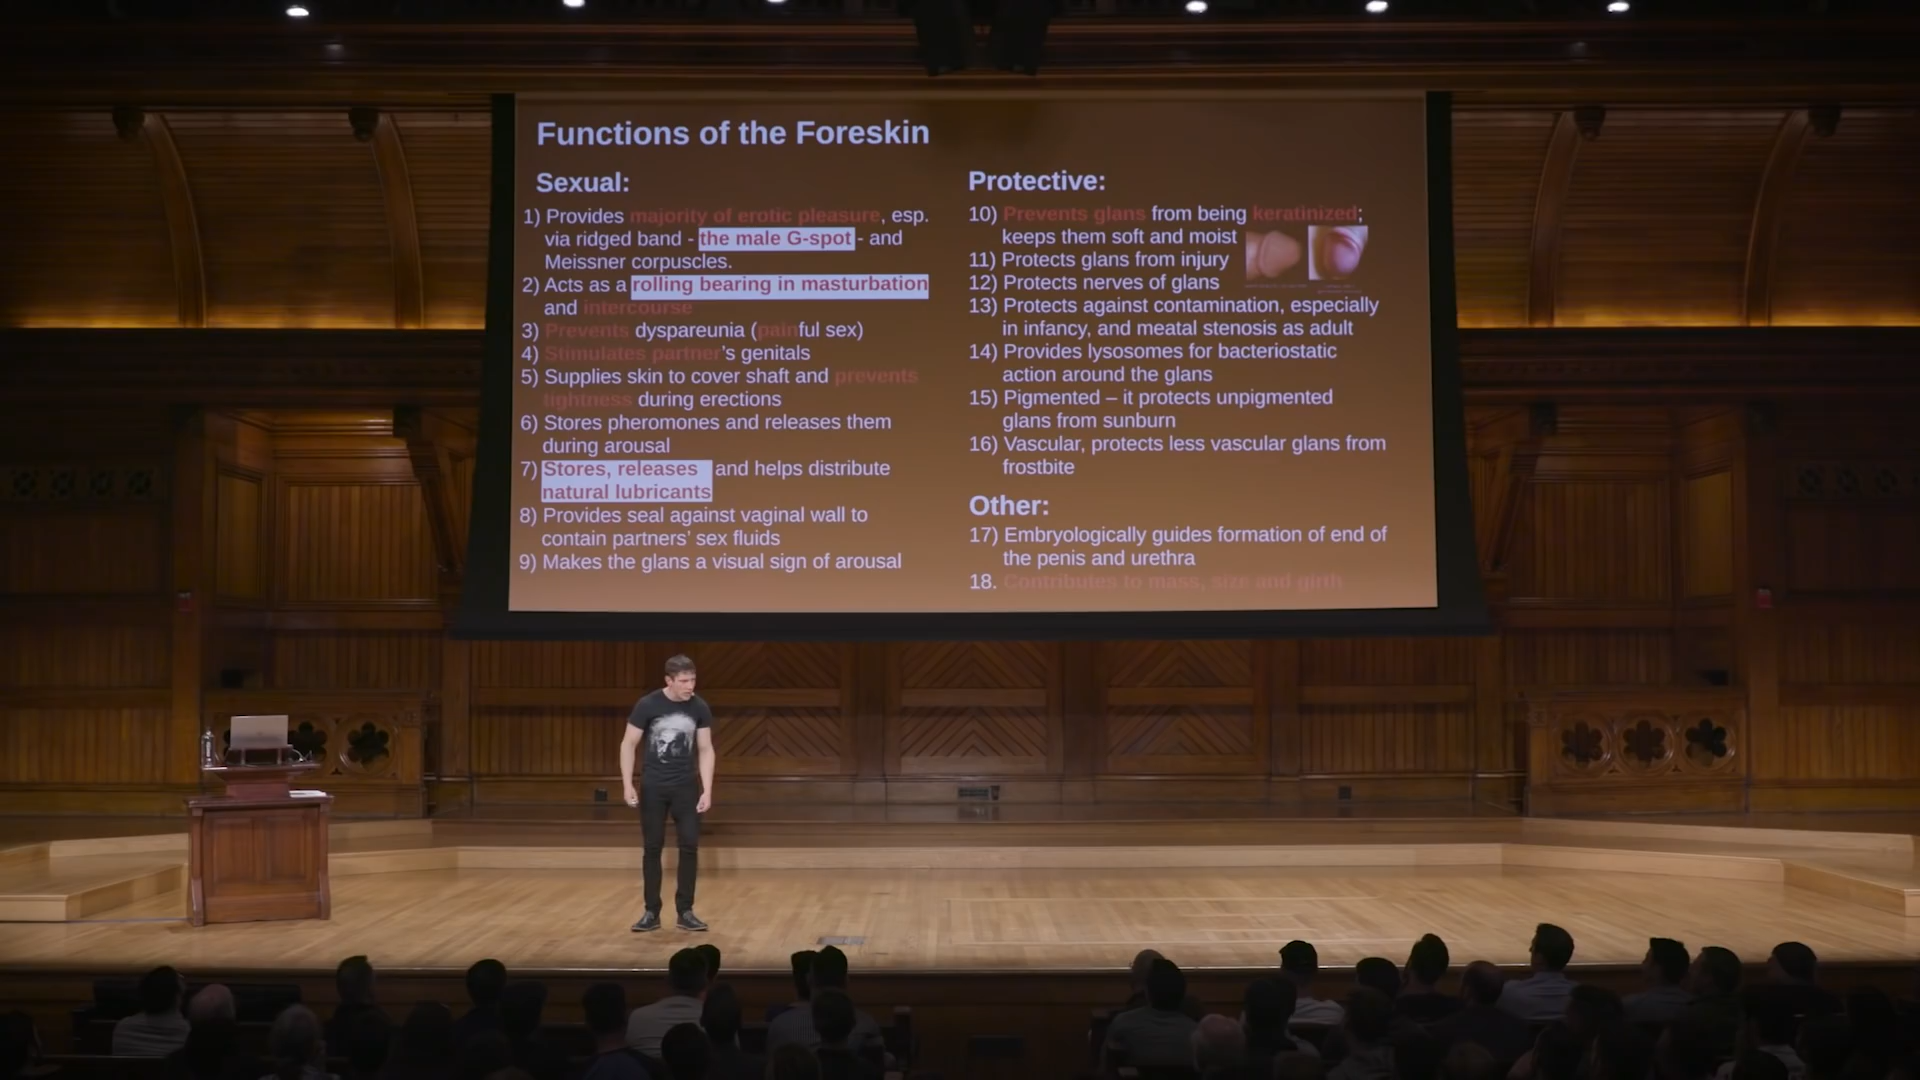 Functions of the Foreskin
Sexual:
1) Provides majority of erotic pleasure, esp.
via ridged band - the male G-spot - and
Meissner corpuscles.
2) Acts as a rolling bearing in masturbation
and intercourse
3) Prevents dyspareunia (painful sex)
4) Stimulates partner's genitals
5) Supplies skin to cover shaft and prevents
tightness during erections
6) Stores pheromones and releases them
during arousal
7) Stores, releases and helps distribute
natural lubricants
8) Provides seal against vaginal wall to
contain partners' sex fluids
9) Makes the glans a visual sign of arousal
Protective:
10) Prevents glans from being keratinized;
keeps them soft and moist
11) Protects glans from injury
12) Protects nerves of glans
13) Protects against contamination, especially
in infancy, and meatal stenosis as adult
14) Provides lysosomes for bacteriostatic
action around the glans
15) Pigmented – it protects unpigmented
glans from sunburn
16) Vascular, protects less vascular glans from
frostbite
Other:
17) Embryologically guides formation of end of
the penis and urethra
18. Contributes to mass, size and girth